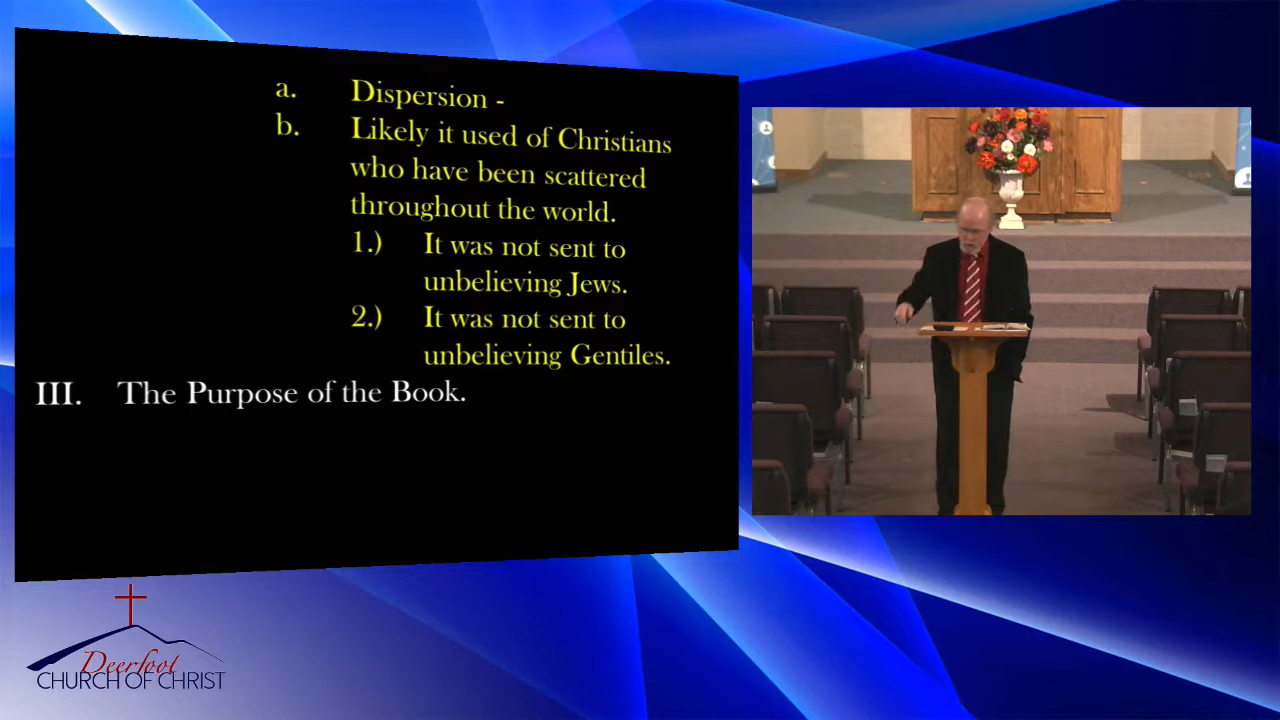 a. Dispersion -
b. Likely it used of Christians
who have been scattered
throughout the world.
1.) It was not sent to
unbelieving Jews.
2.) It was not sent to
unbelieving Gentiles.
III. The Purpose of the Book.
Deerfoot
CHURCH OF CHRIST